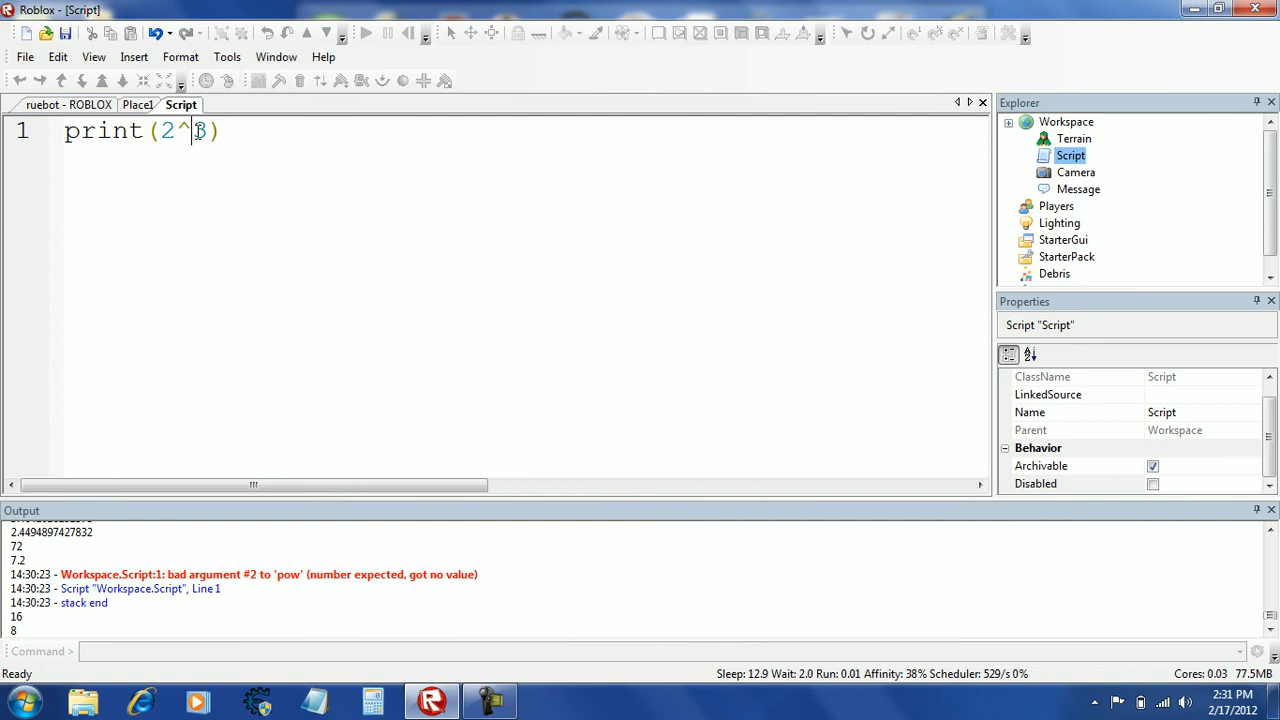 Roblox - [Script]
File Edit View Insert Format Tools Window Help
ruebot - ROBLOX Place1 Script
1 print(2^3)
Explorer
Workspace
Terrain
Script
Camera
Message
Players
Lighting
StarterGui
StarterPack
Debris
Properties
Script "Script"
ClassName Script
LinkedSource
Name Script
Parent Workspace
Behavior
Archivable
Disabled
Output
2.4494897427832
72
7.2
14:30:23 - Workspace.Script:1: bad argument #2 to 'pow' (number expected, got no value)
14:30:23 - Script "Workspace.Script", Line 1
14:30:23 - stack end
16
8
Command >
Ready Sleep: 12.9 Wait: 2.0 Run: 0.01 Affinity: 38% Scheduler: 529/s 0% Cores: 0.03 77.5MB
2:31 PM
2/17/2012